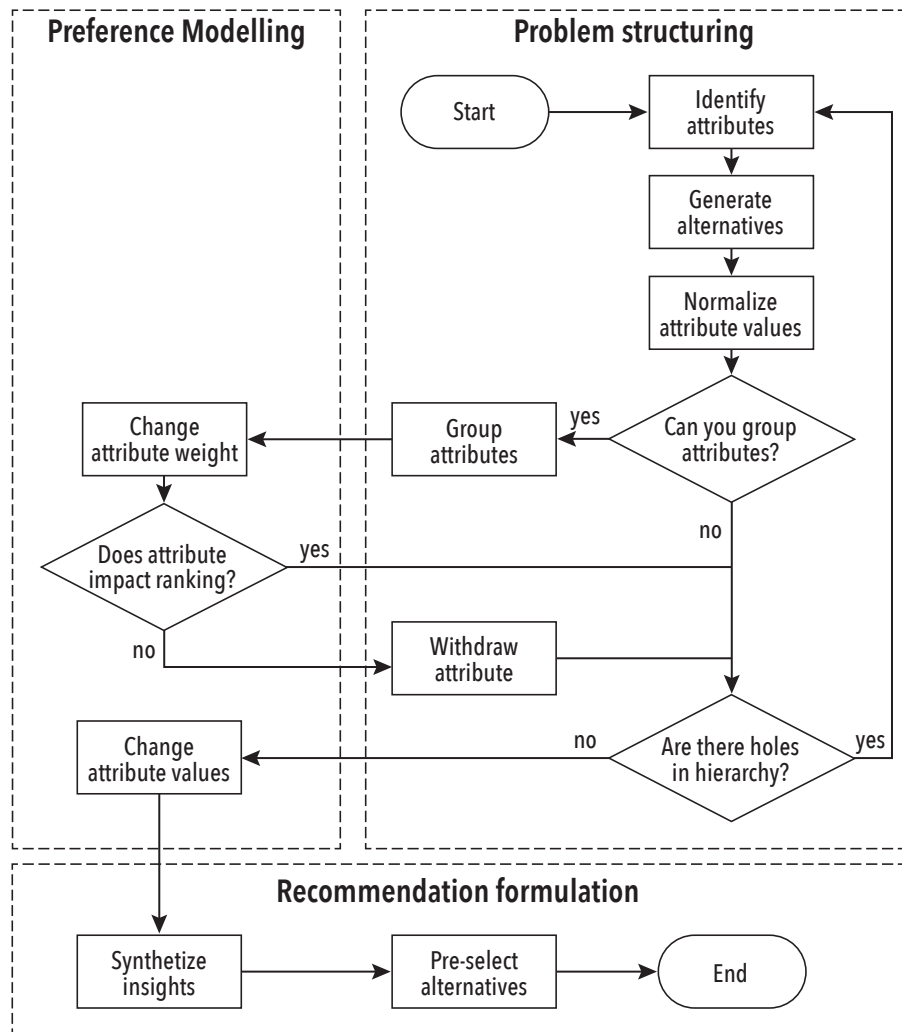 Preference Modelling
Problem structuring
Start
Identify
attributes
Generate
alternatives
Normalize
attribute values
Change
attribute weight
Group
attributes
yes
Can you group
attributes?
no
Does attribute
impact ranking?
yes
no
Withdraw
attribute
Change
attribute values
no
Are there holes
in hierarchy?
yes
Recommendation formulation
Synthetize
insights
Pre-select
alternatives
End